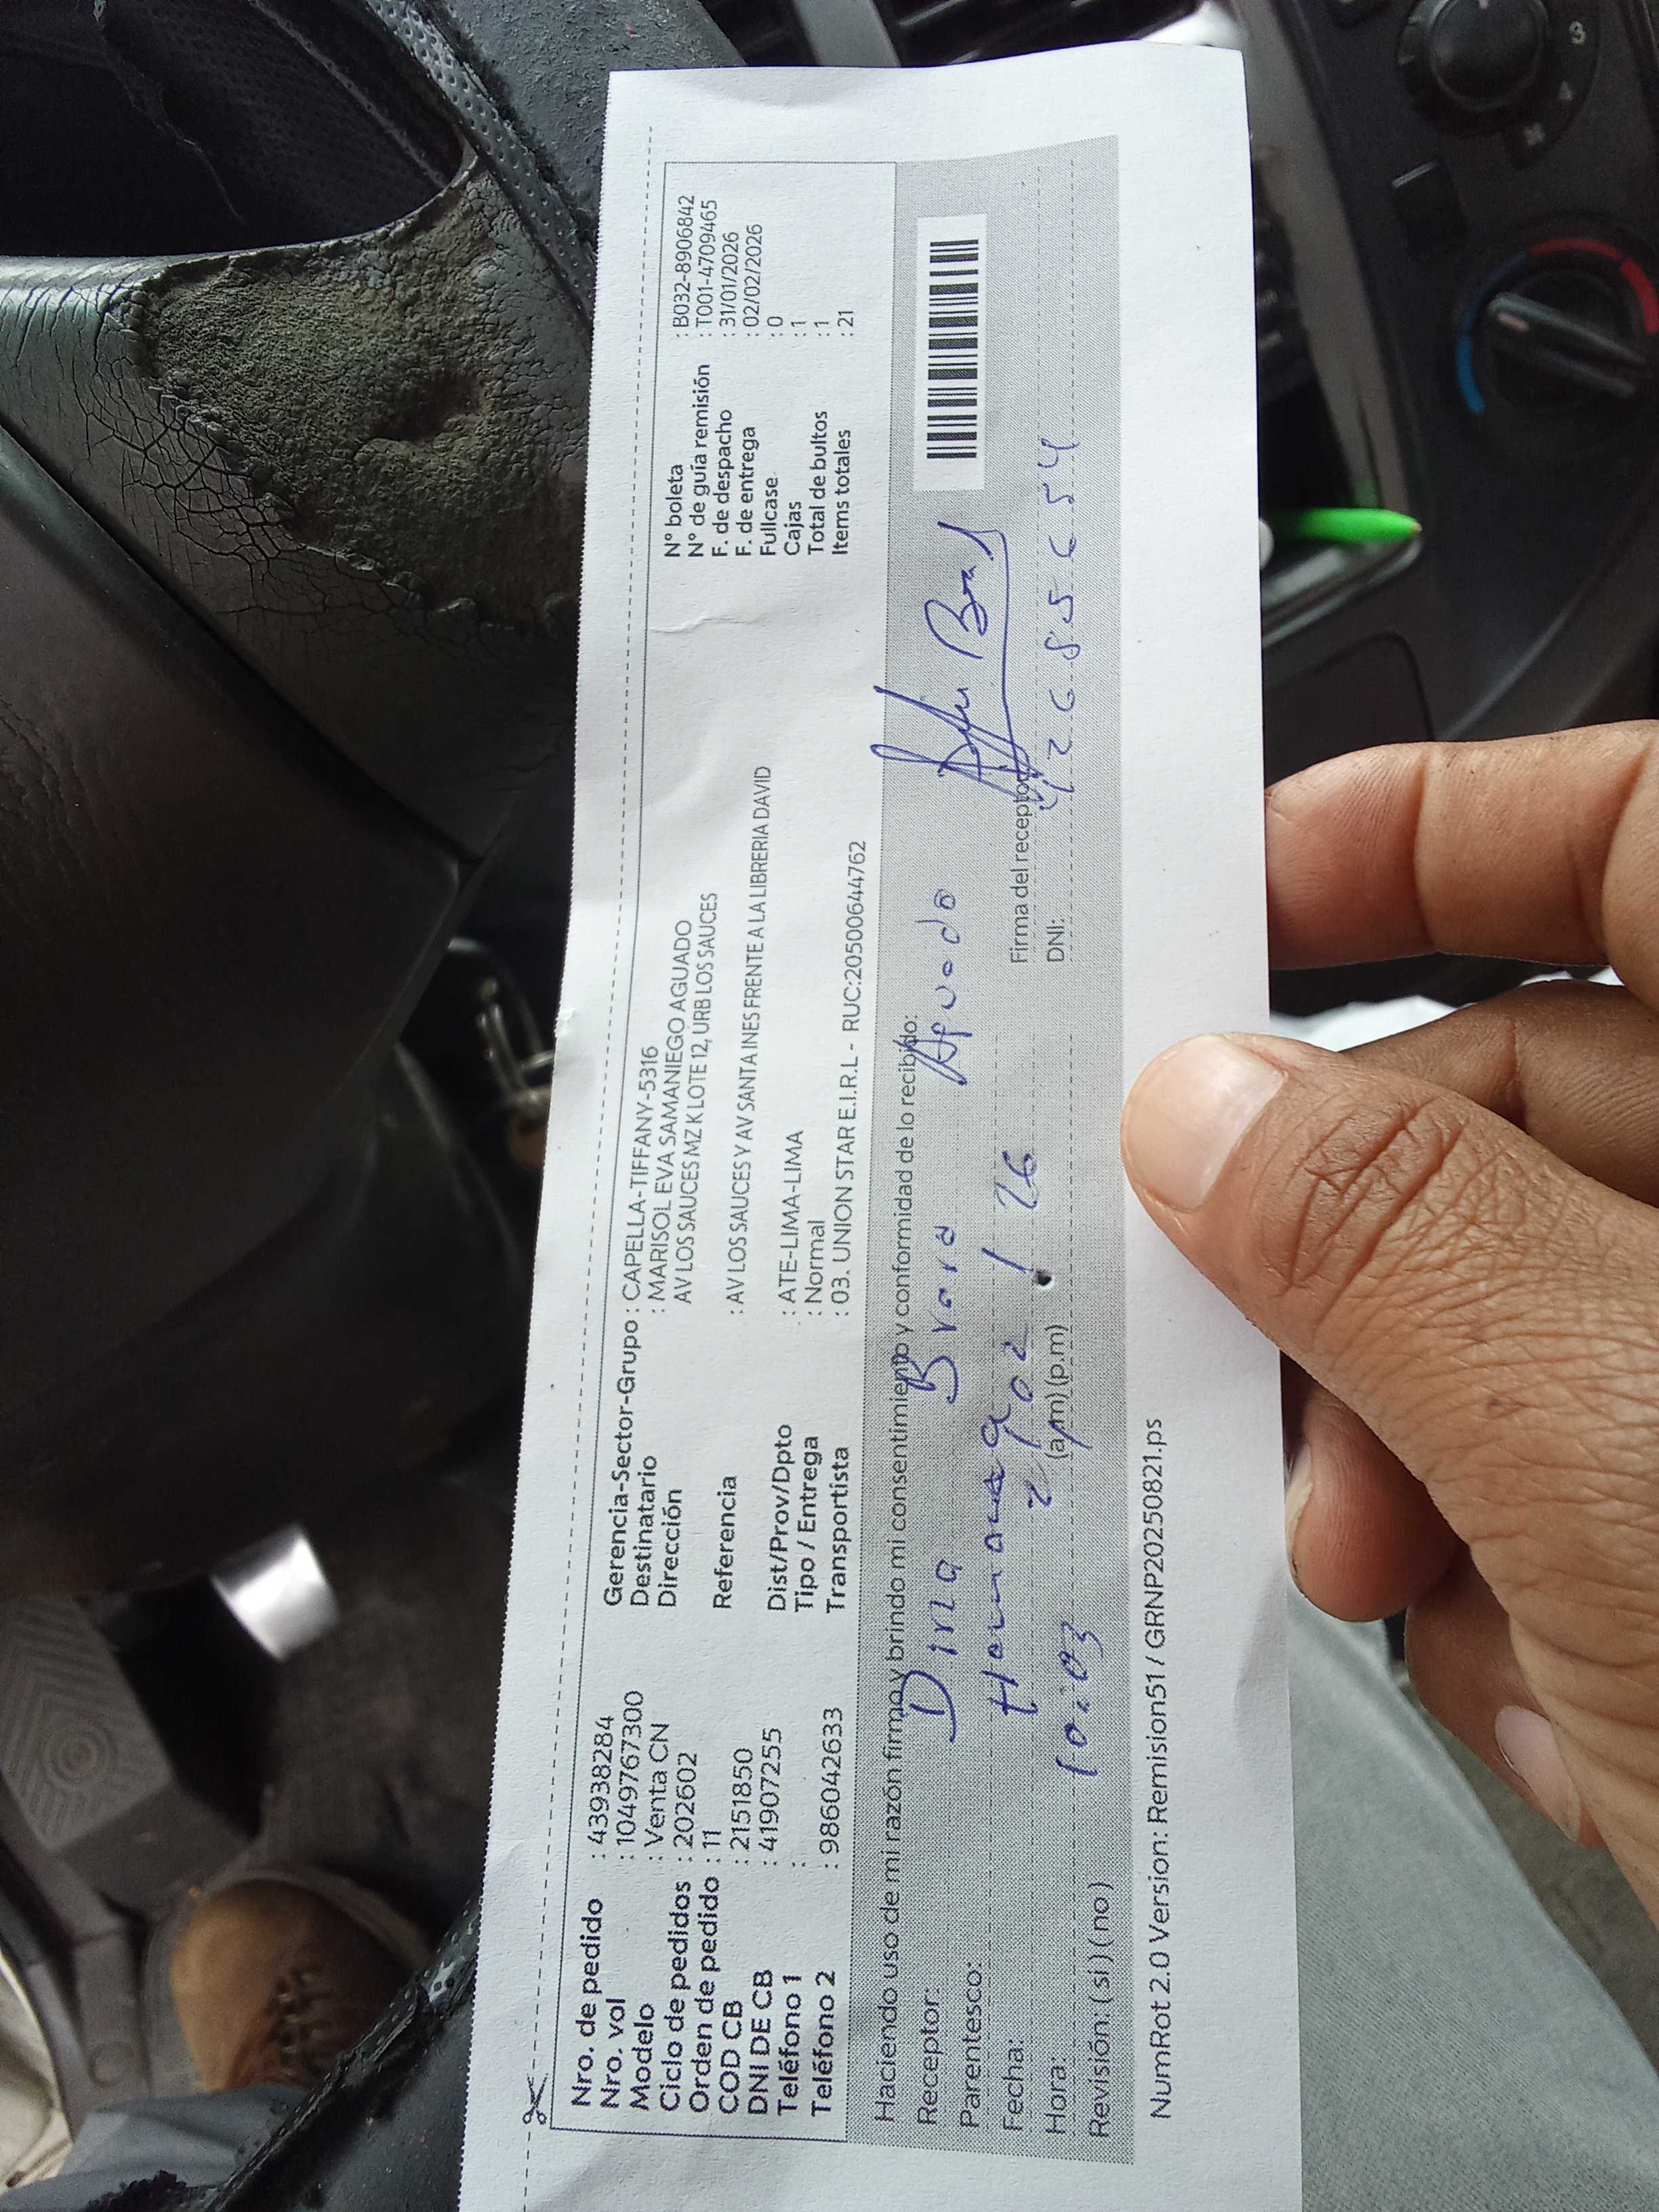 Nro. de pedido : 43938284
Nro. vol : 1049767300
Modelo : Venta CN
Ciclo de pedidos : 202602
Orden de pedido : 11
COD CB : 2151850
DNI DE CB : 41907255
Teléfono 1 :
Teléfono 2 : 986042633
Gerencia-Sector-Grupo : CAPELLA-TIFFANY-5316
Destinatario : MARISOL EVA SAMANIEGO AGUADO
Dirección AV LOS SAUCES MZ K LOTE 12, URB LOS SAUCES
Referencia : AV LOS SAUCES Y AV SANTA INES FRENTE A LA LIBRERIA DAVID
Dist/Prov/Dpto : ATE-LIMA-LIMA
Tipo / Entrega : Normal
Transportista : 03. UNION STAR E.I.R.L - RUC:20500644762
N° boleta : B032-8906842
N° de guía remisión : T001-4709465
F. de despacho : 31/01/2026
F. de entrega : 02/02/2026
Fullcase : 0
Cajas : 1
Total de bultos : 1
Items totales : 21
Haciendo uso de mi razón firmo y brindo mi consentimiento y conformidad de lo recibido:
Receptor: Dina Bravo Aguado
Parentesco: Hermana
Fecha: 2/02/26
Hora: 10:03 (a.m) (p.m)
Revisión: (si) (no)
Firma del receptor
DNI: 42685654
NumRot 2.0 Version: Remision51 / GRNP20250821.ps
3
4